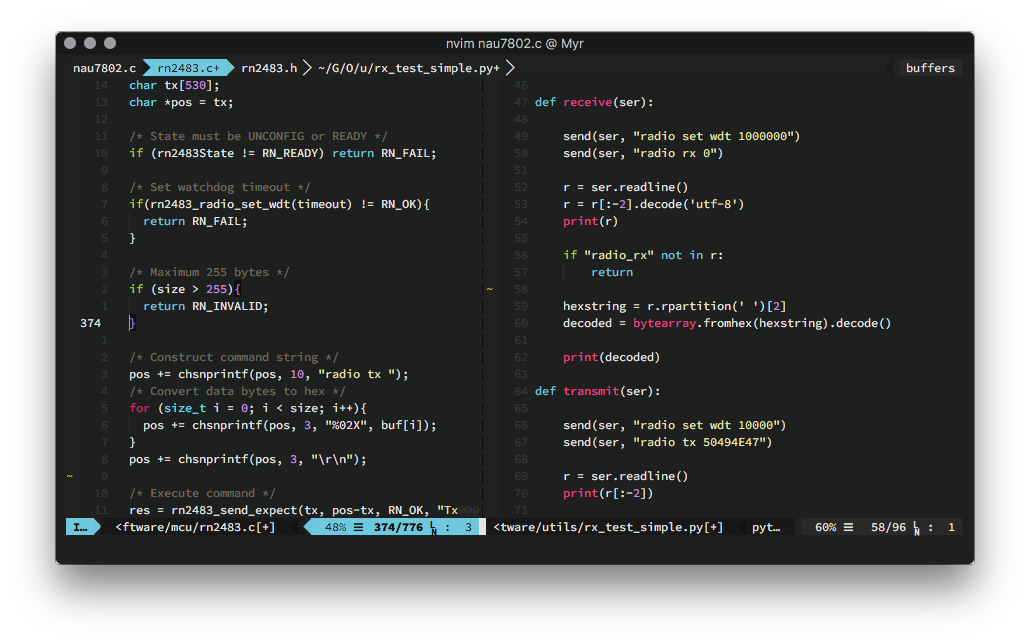 nvim nau7802.c @ Myr
nau7802.c rn2483.c+ rn2483.h ~/G/O/u/rx_test_simple.py+ buffers
14 char tx[530];
13 char *pos = tx;
12
11 /* State must be UNCONFIG or READY */
10 if (rn2483State != RN_READY) return RN_FAIL;
9
8 /* Set watchdog timeout */
7 if(rn2483_radio_set_wdt(timeout) != RN_OK){
6 return RN_FAIL;
5 }
4
3 /* Maximum 255 bytes */
2 if (size > 255){
1 return RN_INVALID;
374 }
1
2 /* Construct command string */
3 pos += chsnprintf(pos, 10, "radio tx ");
4 /* Convert data bytes to hex */
5 for (size_t i = 0; i < size; i++){
6 pos += chsnprintf(pos, 3, "%02X", buf[i]);
7 }
8 pos += chsnprintf(pos, 3, "\r\n");
~ 9
10 /* Execute command */
11 res = rn2483_send_expect(tx, pos-tx, RN_OK, "Tx@@@
I… <ftware/mcu/rn2483.c[+] 48% ☰ 374/776 ㏑ : 3
46
47 def receive(ser):
48
49 send(ser, "radio set wdt 1000000")
50 send(ser, "radio rx 0")
51
52 r = ser.readline()
53 r = r[:-2].decode('utf-8')
54 print(r)
55
56 if "radio_rx" not in r:
57 return
~ 58
59 hexstring = r.rpartition(' ')[2]
60 decoded = bytearray.fromhex(hexstring).decode()
61
62 print(decoded)
63
64 def transmit(ser):
65
66 send(ser, "radio set wdt 10000")
67 send(ser, "radio tx 50494E47")
68
69 r = ser.readline()
70 print(r[:-2])
71
<tware/utils/rx_test_simple.py[+] pyt… 60% ☰ 58/96 ㏑ : 1